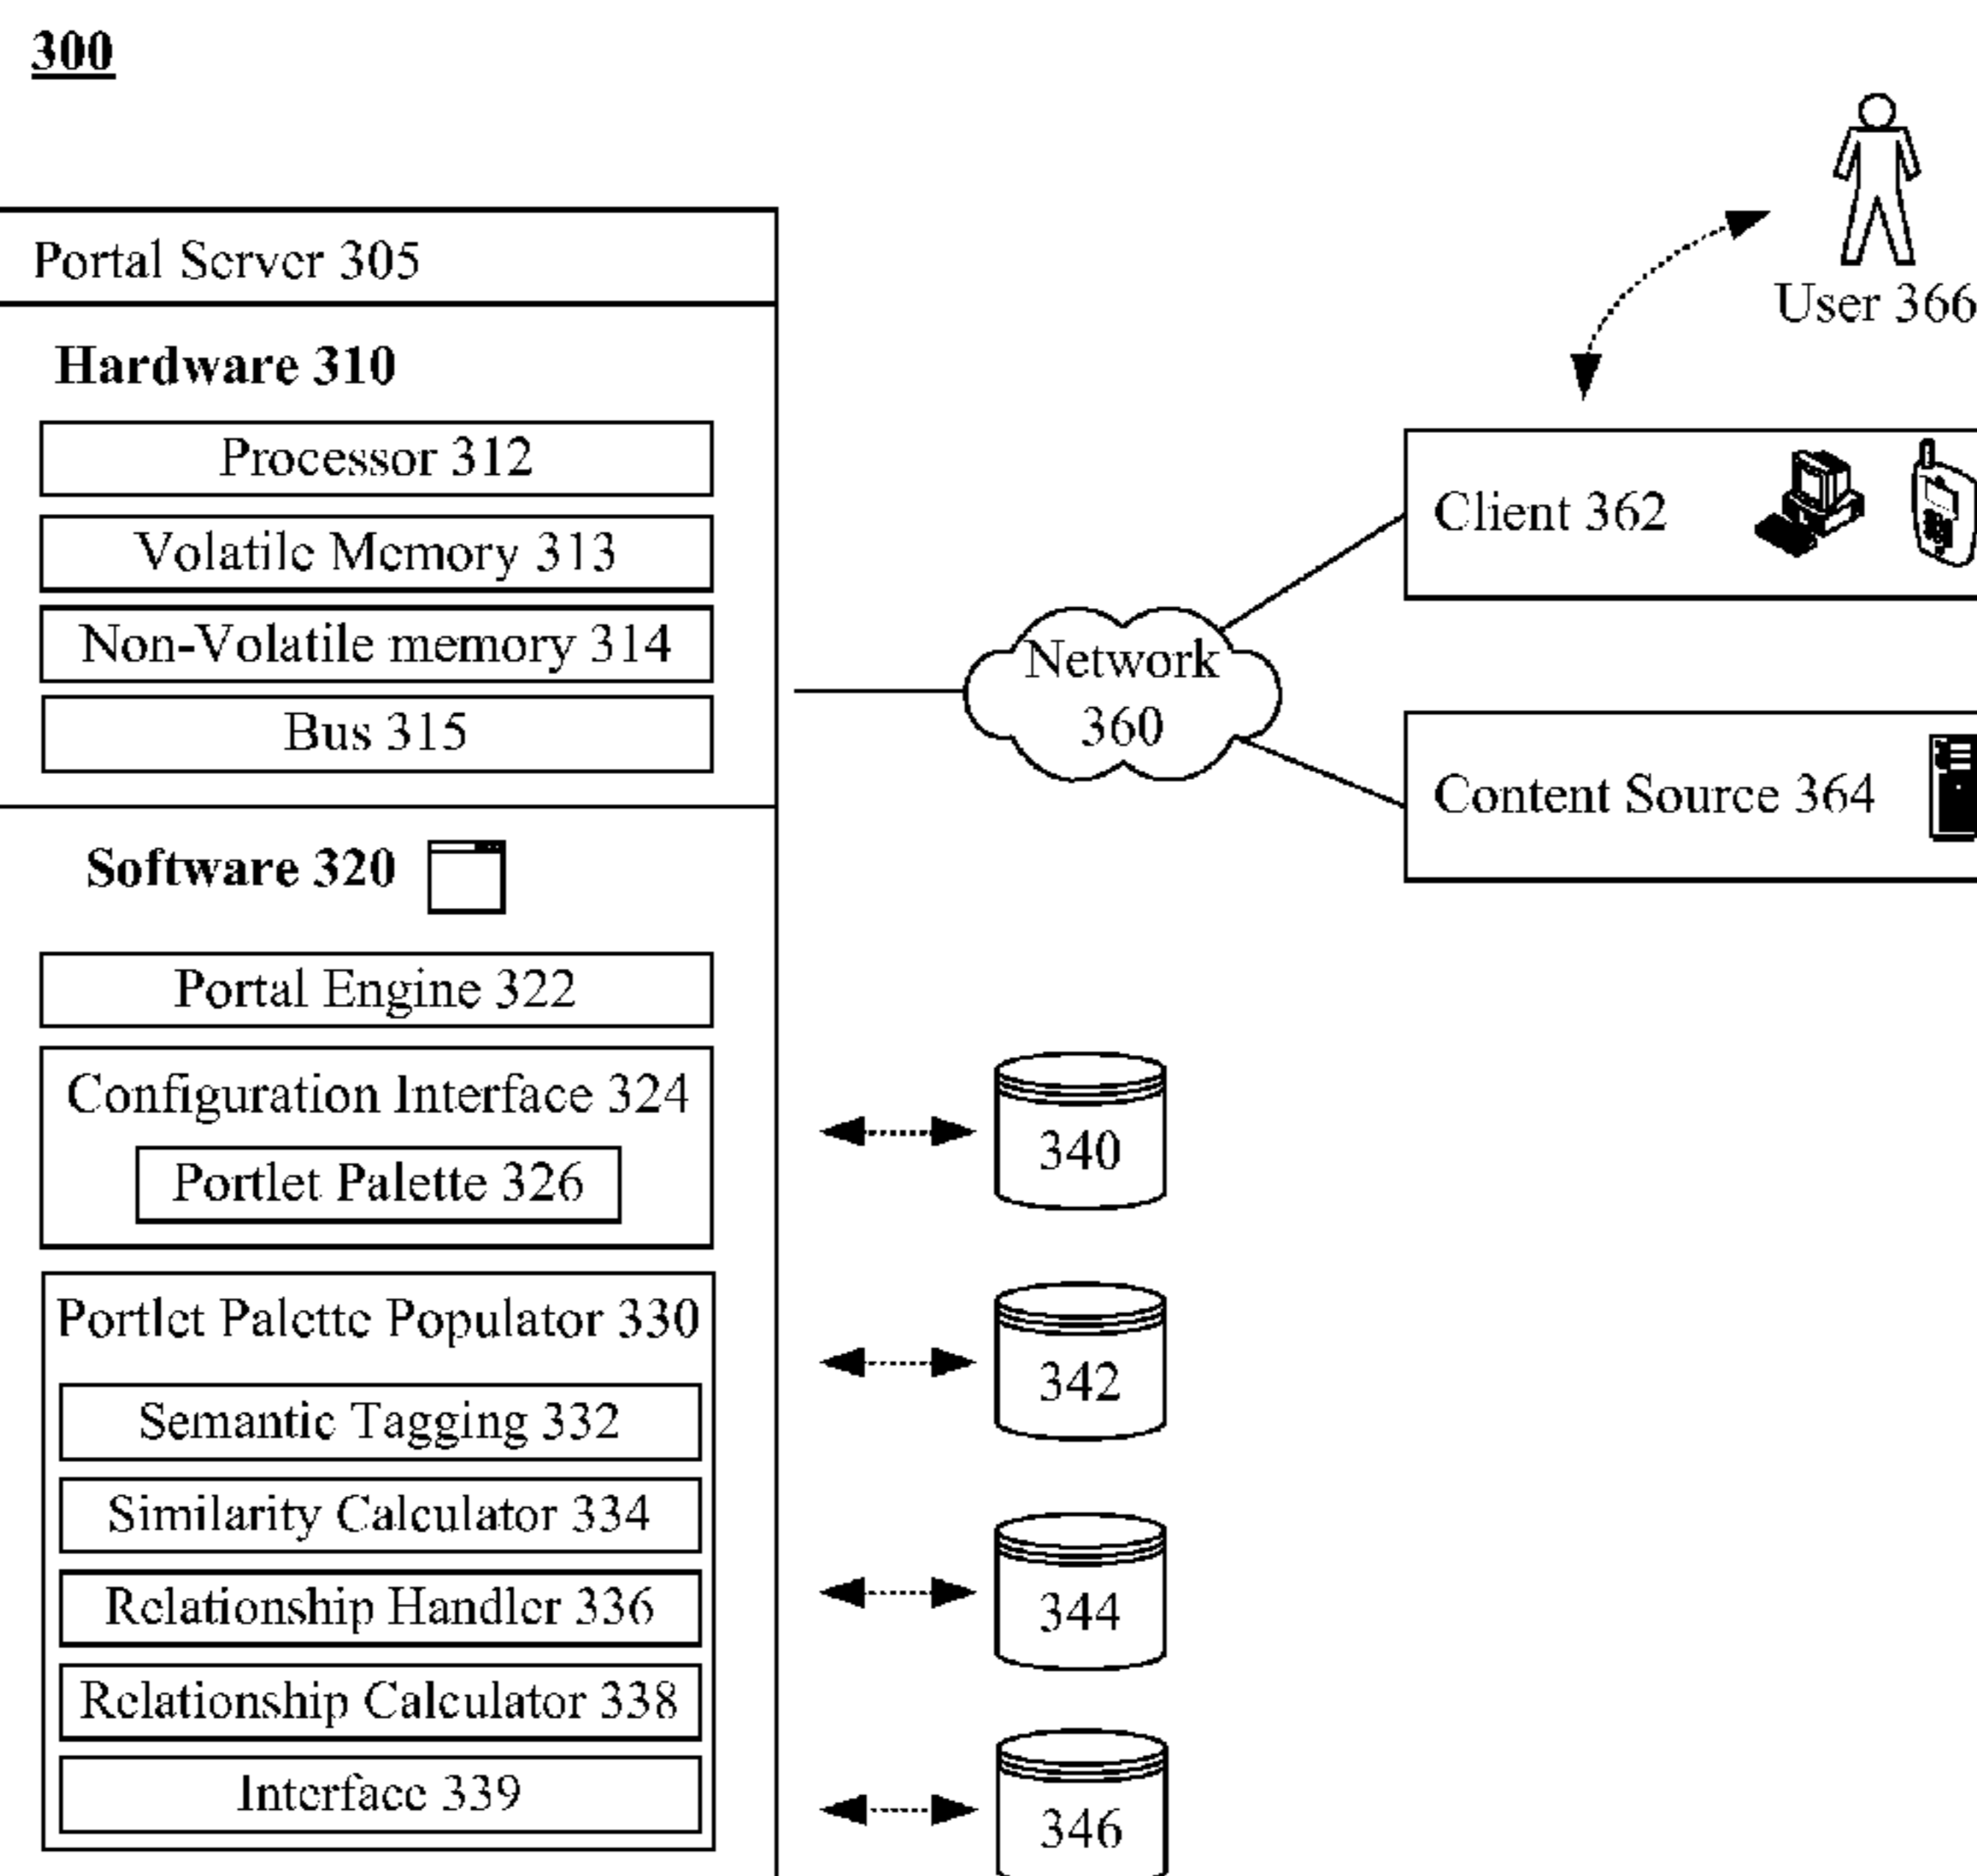 300
Portal Server 305
Hardware 310
Processor 312
Volatile Memory 313
Non-Volatile memory 314
Bus 315
Software 320
Portal Engine 322
Configuration Interface 324
Portlet Palette 326
Portlet Palette Populator 330
Semantic Tagging 332
Similarity Calculator 334
Relationship Handler 336
Relationship Calculator 338
Interface 339
Network
360
User 366
Client 362
Content Source 364
340
342
344
346